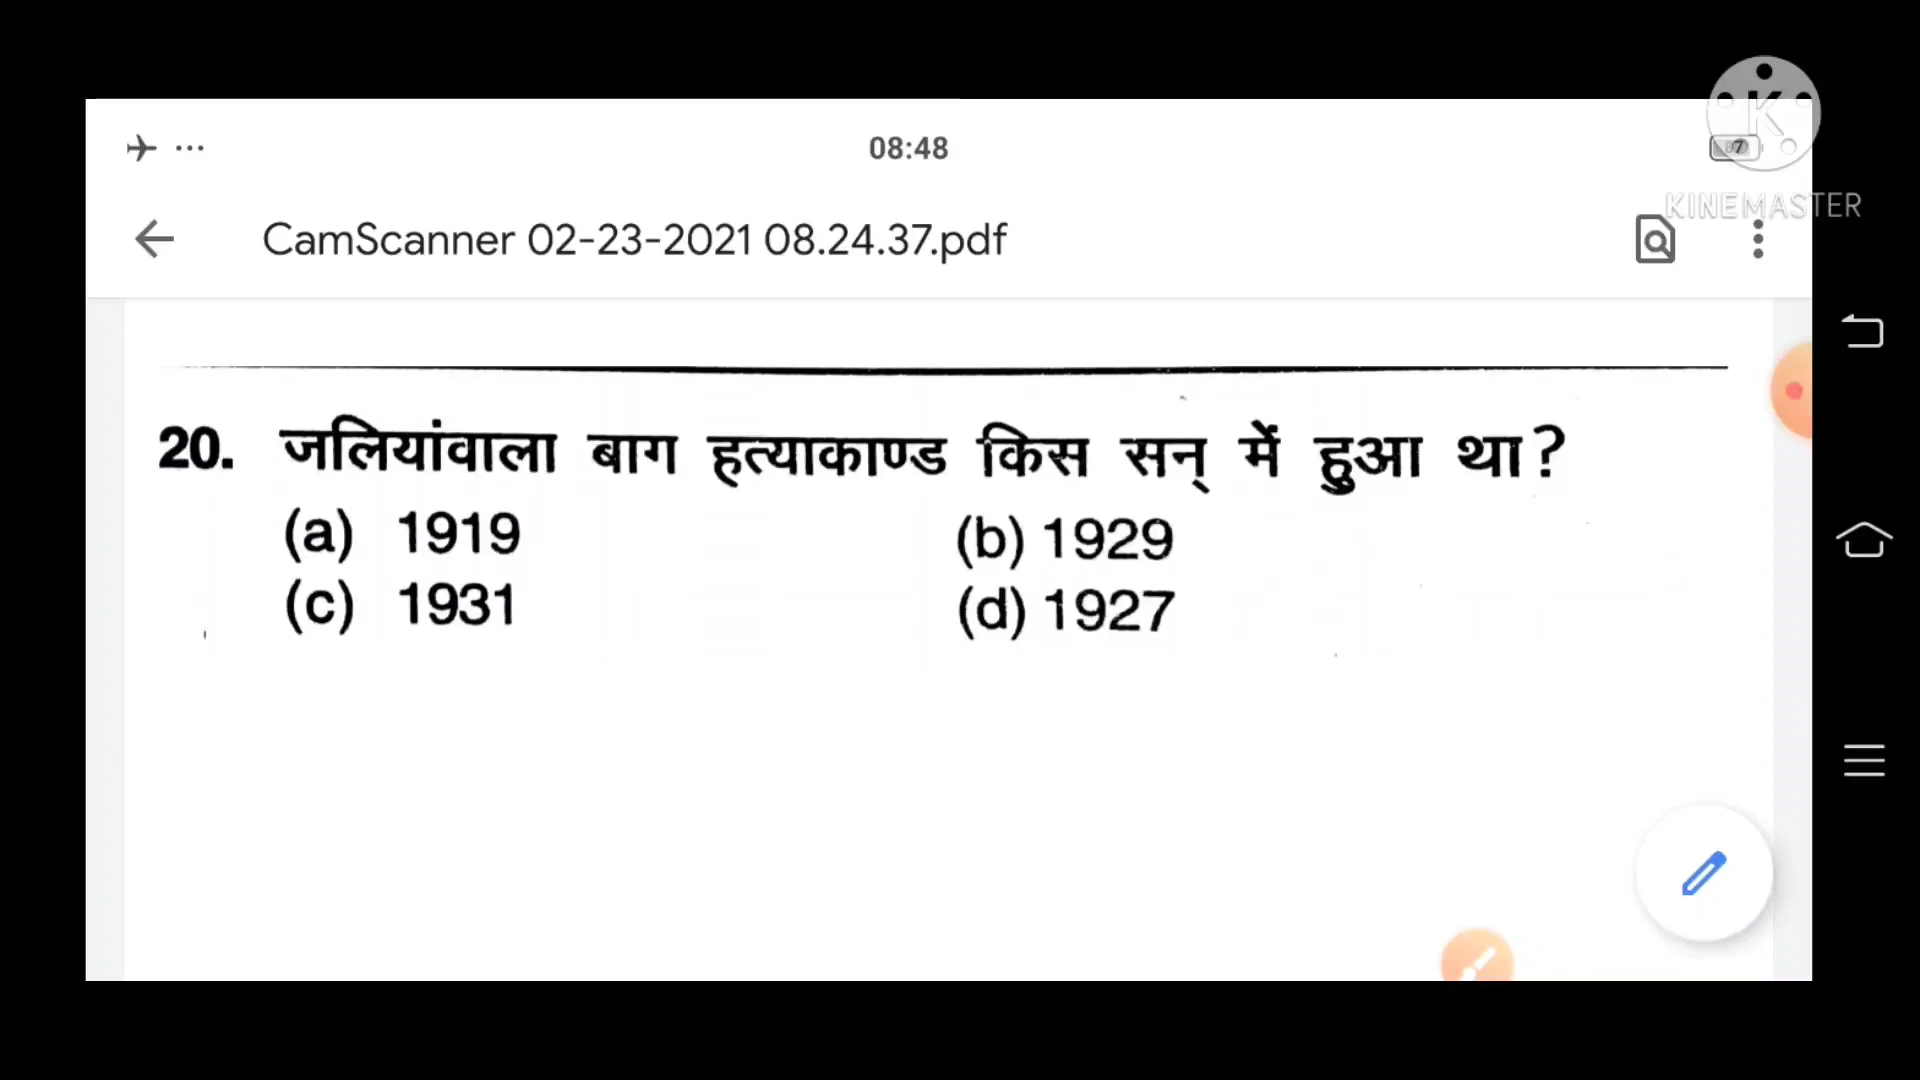 08:48
87
KINEMASTER
CamScanner 02-23-2021 08.24.37.pdf
20. जलियांवाला बाग हत्याकाण्ड किस सन् में हुआ था?
(a) 1919 (b) 1929
(c) 1931 (d) 1927